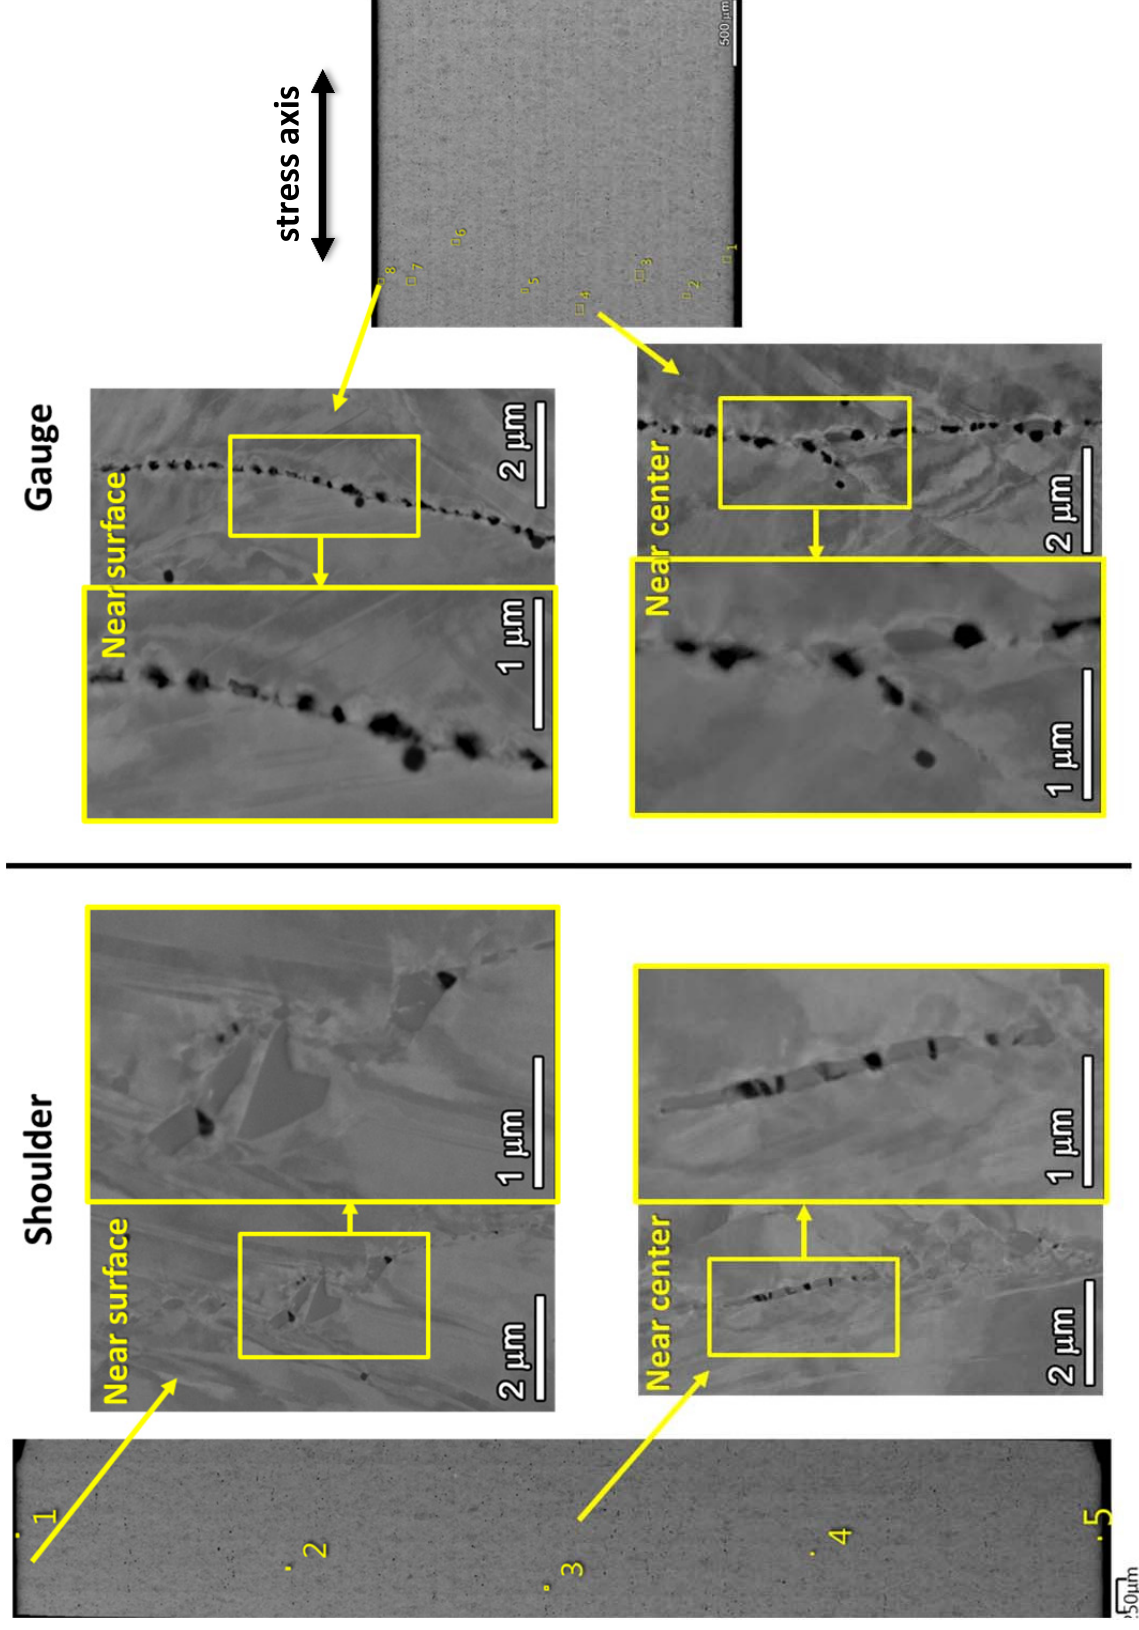 Shoulder
Gauge
stress axis
Near surface
2 µm
1 µm
Near surface
1 µm
2 µm
1
2
3
4
5
250µm
Near center
2 µm
1 µm
Near center
1 µm
2 µm
8
7
6
5
4
3
2
1
500 µm